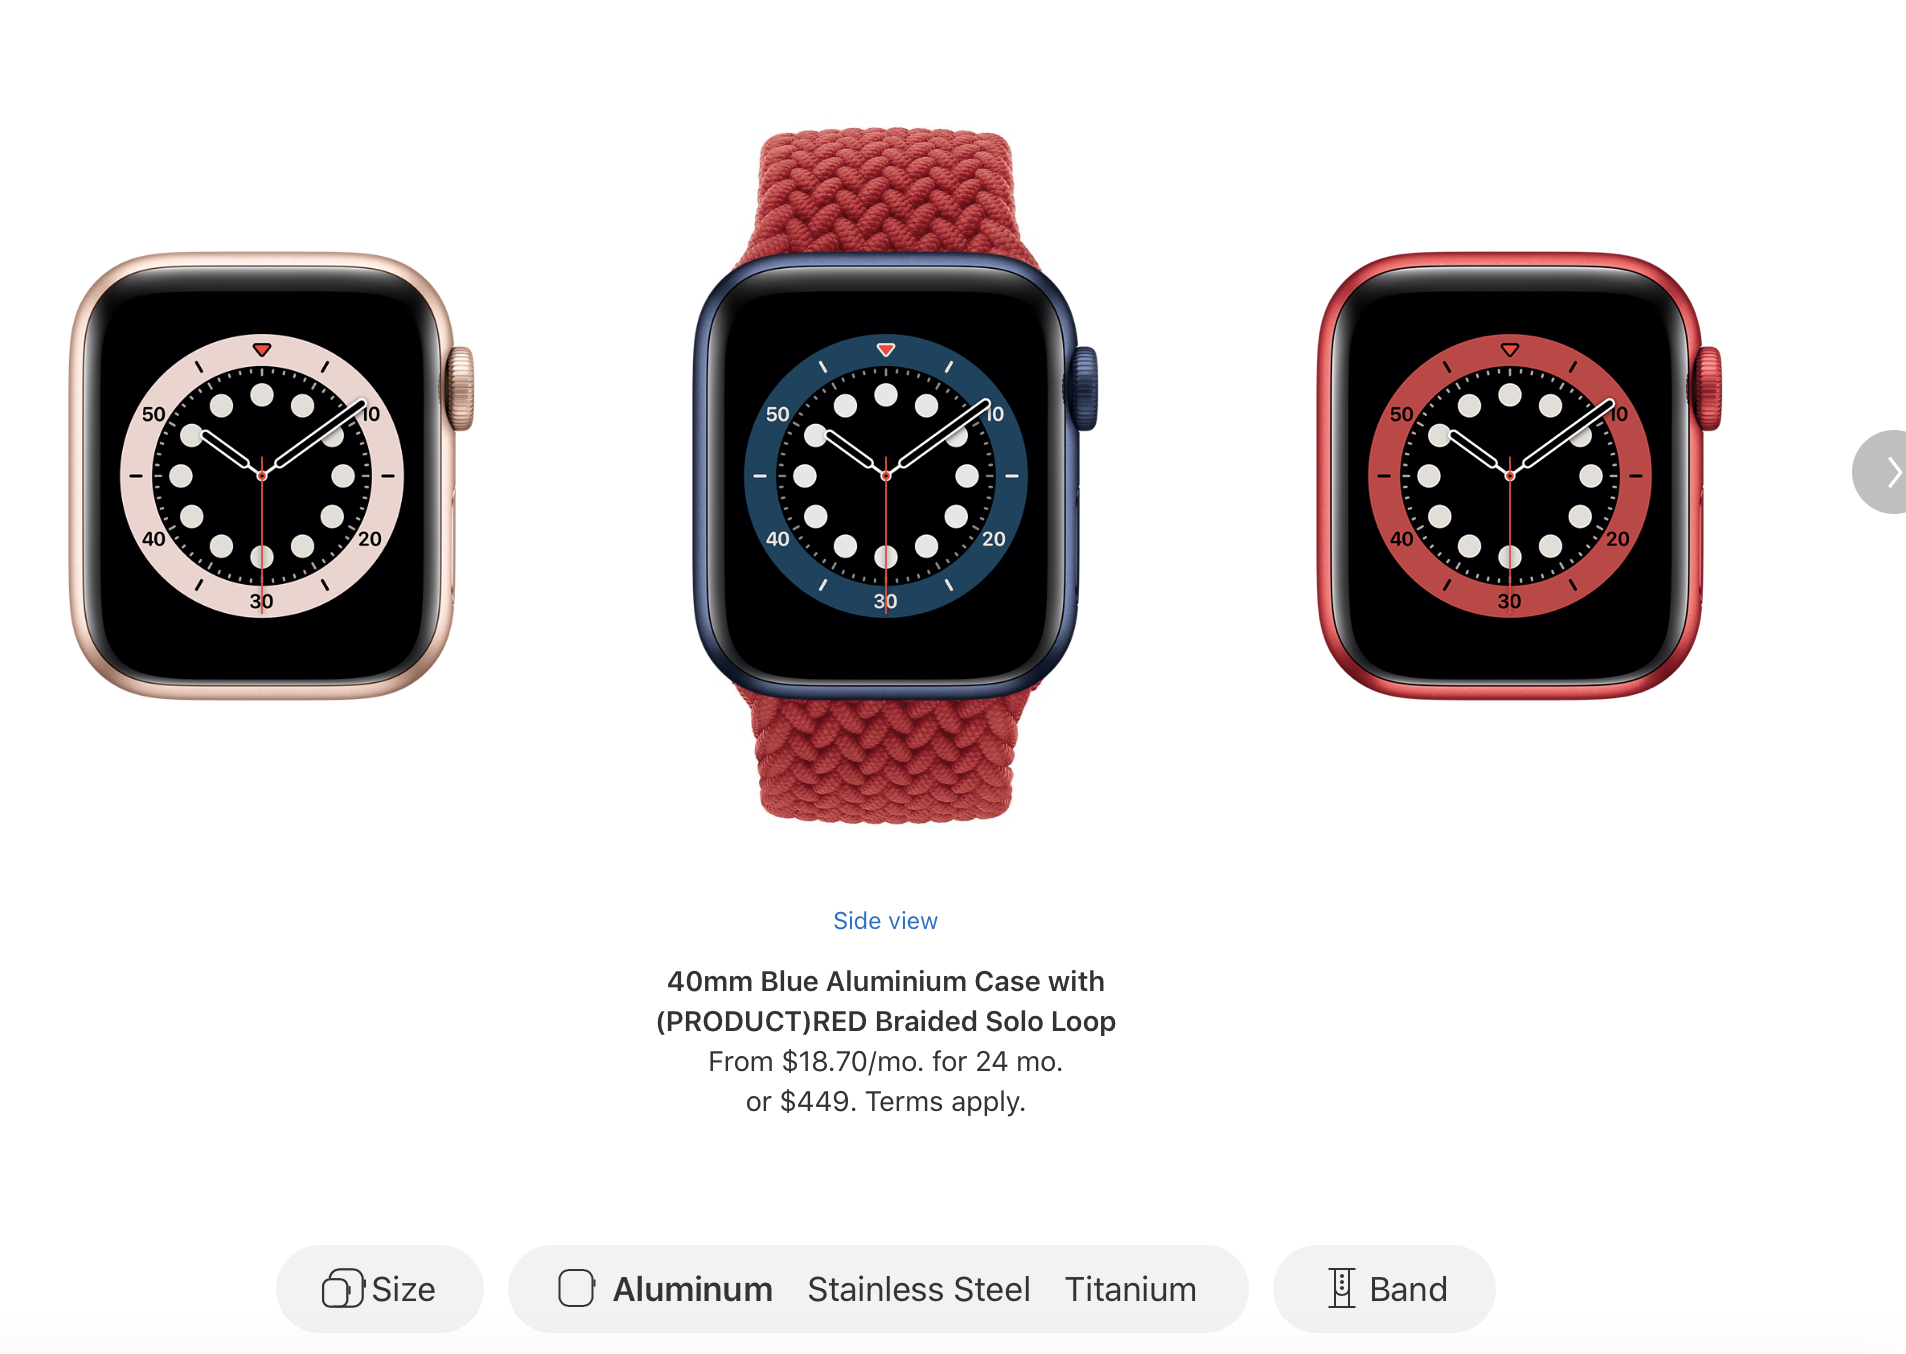 50 10
40 20
30
50 10
40 20
30
50 10
40 20
30
Side view
40mm Blue Aluminium Case with
(PRODUCT)RED Braided Solo Loop
From $18.70/mo. for 24 mo.
or $449. Terms apply.
Size Aluminum Stainless Steel Titanium Band